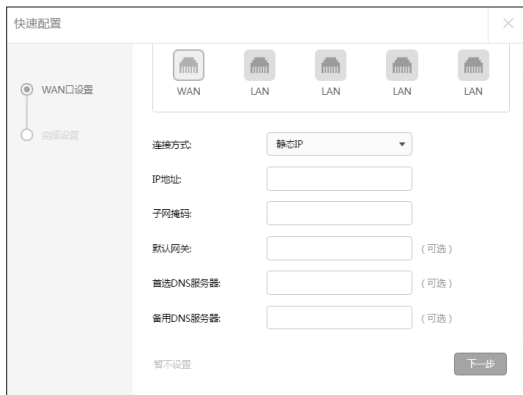 快速配置
WAN LAN LAN LAN LAN
WAN口设置
完成设置
连接方式: 静态IP
IP地址:
子网掩码:
默认网关: (可选)
首选DNS服务器: (可选)
备用DNS服务器: (可选)
暂不设置 下一步